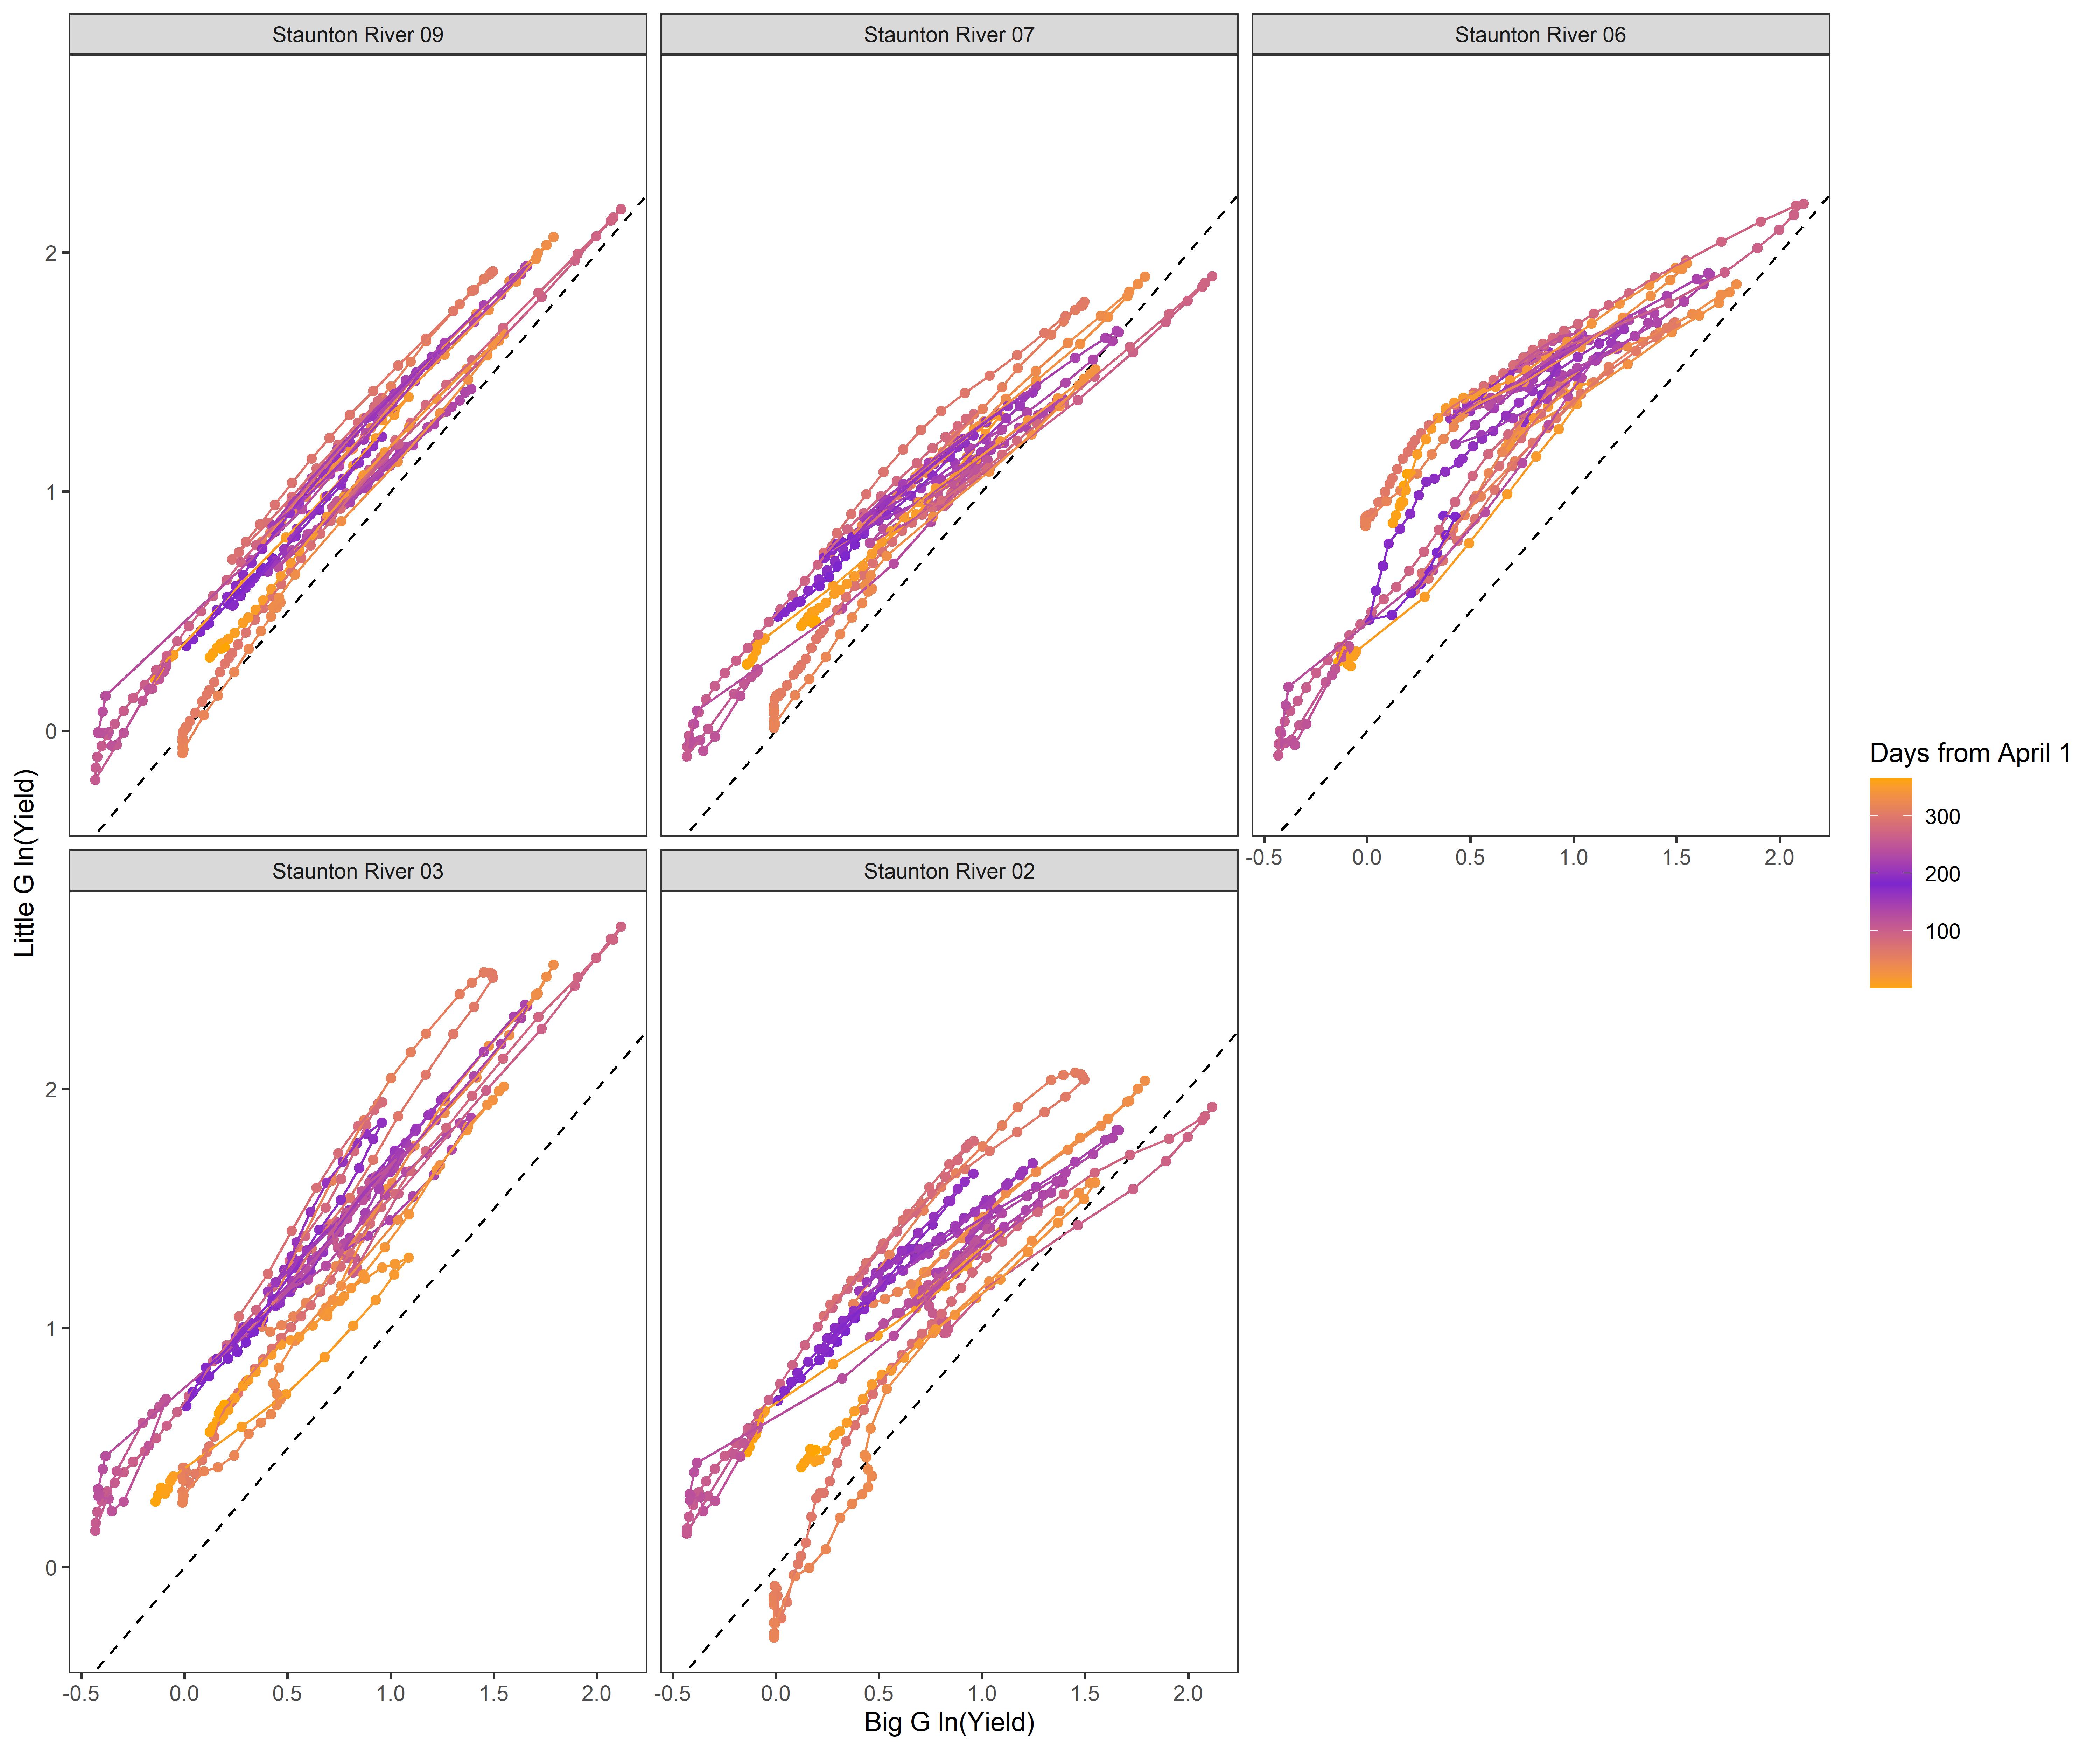 Staunton River 09
Staunton River 07
Staunton River 06
2
1
0
-0.5 0.0 0.5 1.0 1.5 2.0
Little G ln(Yield)
Days from April 1
300
200
100
Staunton River 03
Staunton River 02
2
1
0
-0.5 0.0 0.5 1.0 1.5 2.0
-0.5 0.0 0.5 1.0 1.5 2.0
Big G ln(Yield)